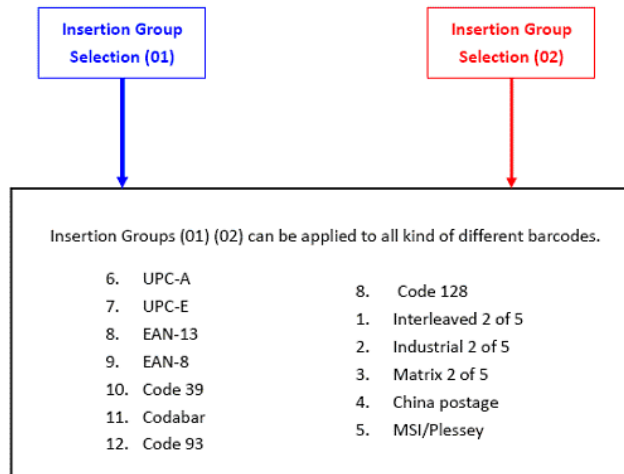 Insertion Group
Selection (01)
Insertion Group
Selection (02)
Insertion Groups (01) (02) can be applied to all kind of different barcodes.
6. UPC-A
7. UPC-E
8. EAN-13
9. EAN-8
10. Code 39
11. Codabar
12. Code 93
8. Code 128
1. Interleaved 2 of 5
2. Industrial 2 of 5
3. Matrix 2 of 5
4. China postage
5. MSI/Plessey